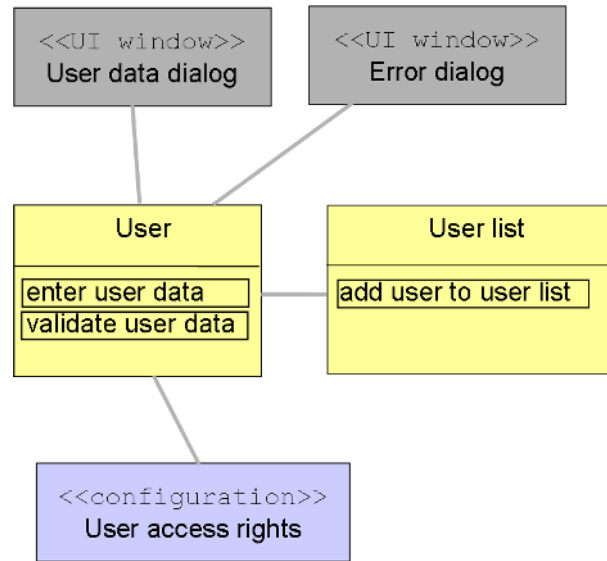 <<UI window>>
User data dialog
<<UI window>>
Error dialog
User
enter user data
validate user data
User list
add user to user list
<<configuration>>
User access rights